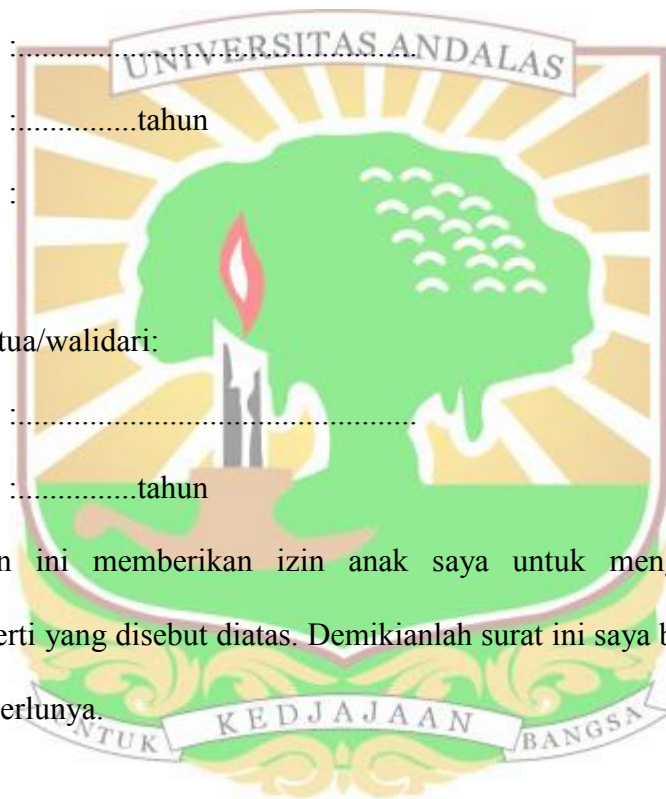 :...................................................
UNIVERSITAS ANDALAS
:...............tahun
:
tua/walidari:
:...................................................
:...............tahun
n ini memberikan izin anak saya untuk meng
erti yang disebut diatas. Demikianlah surat ini saya b
erlunya.
UNTUK KEDJAJAAN BANGSA